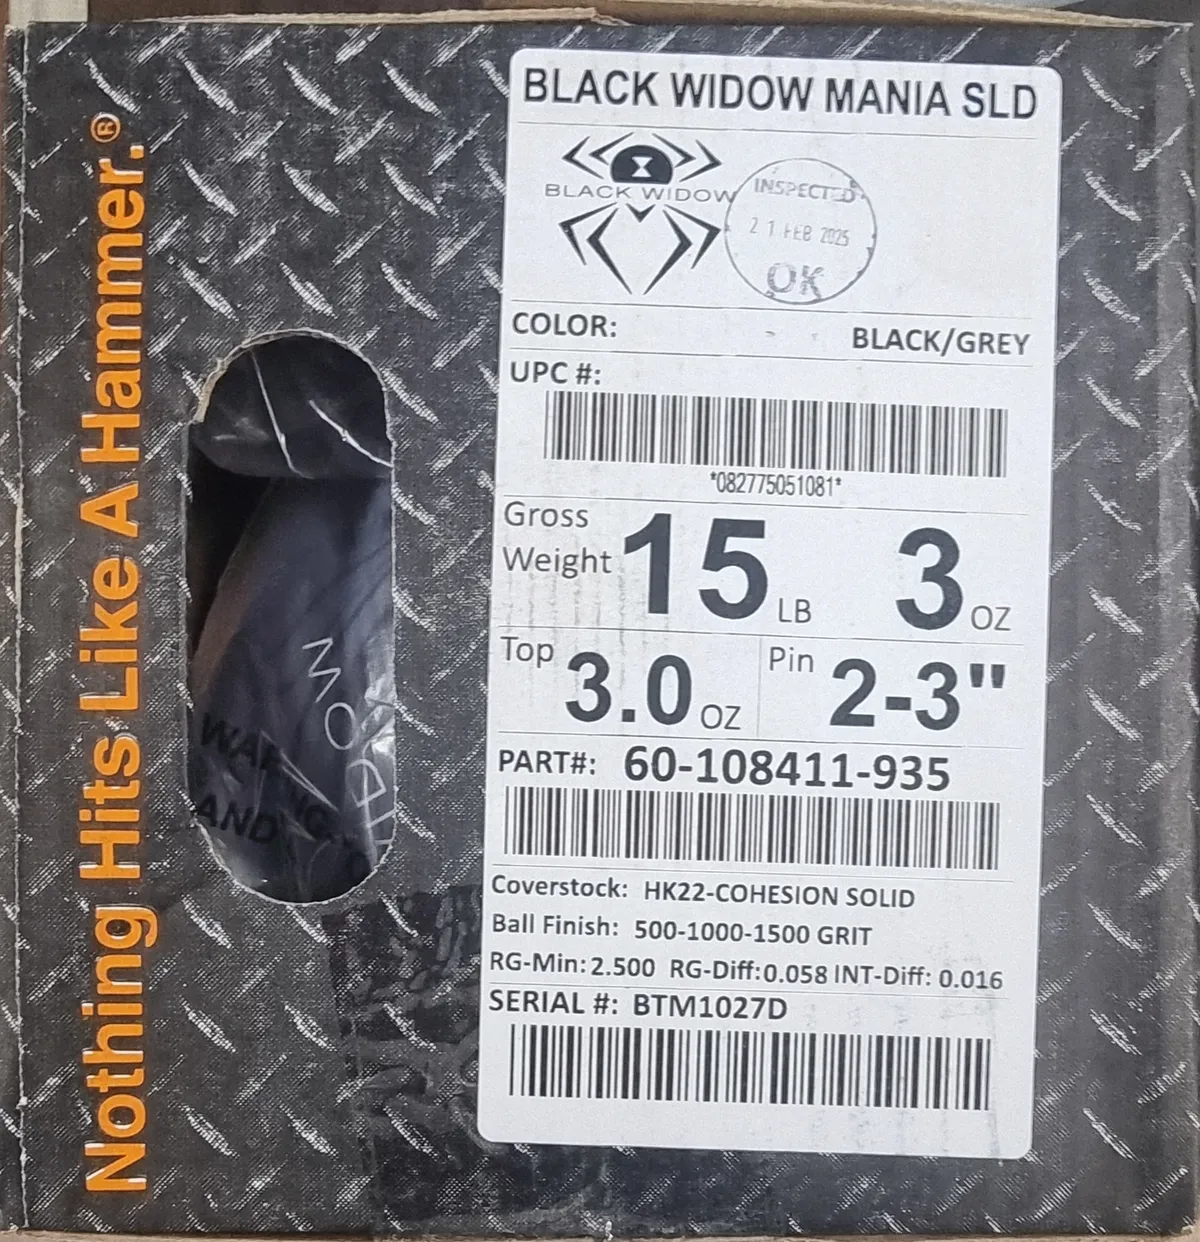 Nothing Hits Like A Hammer.®
BLACK WIDOW MANIA SLD
BLACK WIDOW
INSPECTED
21 FEB 2025
OK
COLOR: BLACK/GREY
UPC #:
*082775051081*
Gross Weight 15 LB 3 OZ
Top 3.0 OZ Pin 2-3"
PART#: 60-108411-935
Coverstock: HK22-COHESION SOLID
Ball Finish: 500-1000-1500 GRIT
RG-Min: 2.500 RG-Diff: 0.058 INT-Diff: 0.016
SERIAL #: BTM1027D